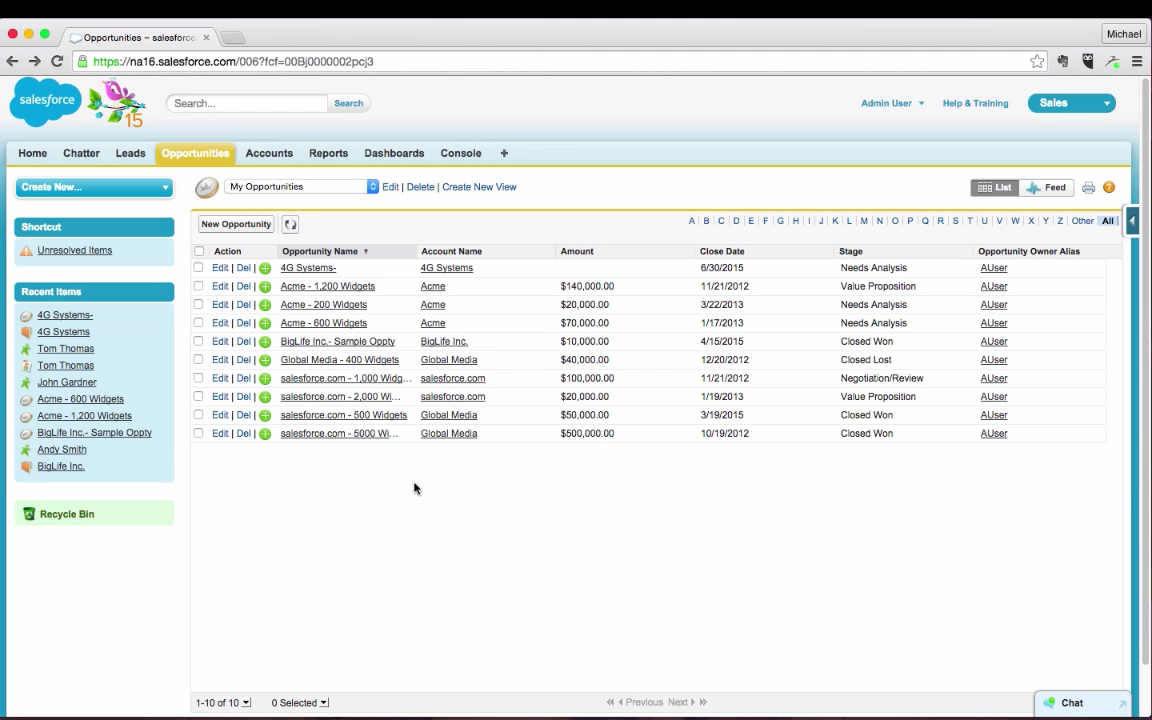 Opportunities ~ salesforce
Michael
https://na16.salesforce.com/006?fcf=00Bj0000002pcj3
salesforce
15
Search...
Search
Admin User
Help & Training
Sales
Home
Chatter
Leads
Opportunities
Accounts
Reports
Dashboards
Console
+
Create New...
My Opportunities
Edit | Delete | Create New View
List
Feed
Shortcut
Unresolved Items
New Opportunity
A B C D E F G H I J K L M N O P Q R S T U V W X Y Z Other All
Action Opportunity Name Account Name Amount Close Date Stage Opportunity Owner Alias
Edit | Del | 4G Systems- 4G Systems 6/30/2015 Needs Analysis AUser
Edit | Del | Acme - 1,200 Widgets Acme $140,000.00 11/21/2012 Value Proposition AUser
Edit | Del | Acme - 200 Widgets Acme $20,000.00 3/22/2013 Needs Analysis AUser
Edit | Del | Acme - 600 Widgets Acme $70,000.00 1/17/2013 Needs Analysis AUser
Edit | Del | BigLife Inc.- Sample Oppty BigLife Inc. $10,000.00 4/15/2015 Closed Won AUser
Edit | Del | Global Media - 400 Widgets Global Media $40,000.00 12/20/2012 Closed Lost AUser
Edit | Del | salesforce.com - 1,000 Widg... salesforce.com $100,000.00 11/21/2012 Negotiation/Review AUser
Edit | Del | salesforce.com - 2,000 Wi... salesforce.com $20,000.00 1/19/2013 Value Proposition AUser
Edit | Del | salesforce.com - 500 Widgets Global Media $50,000.00 3/19/2015 Closed Won AUser
Edit | Del | salesforce.com - 5000 Wi... Global Media $500,000.00 10/19/2012 Closed Won AUser
Recent Items
4G Systems-
4G Systems
Tom Thomas
Tom Thomas
John Gardner
Acme - 600 Widgets
Acme - 1,200 Widgets
BigLife Inc.- Sample Oppty
Andy Smith
BigLife Inc.
Recycle Bin
1-10 of 10
0 Selected
Previous Next
Chat